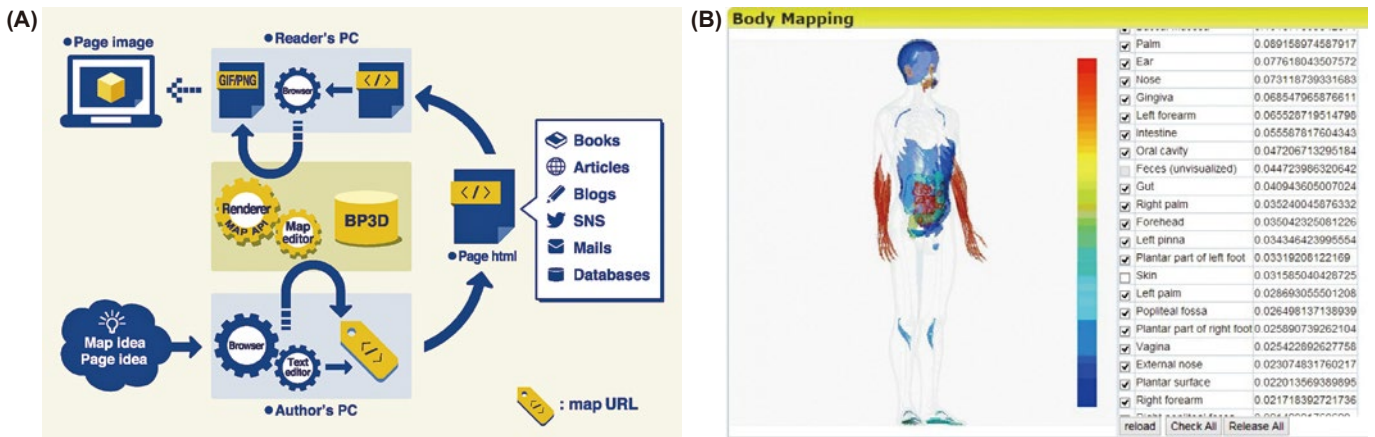 (A)
Page image
Reader's PC
GIF/PNG
Browser
</>
Renderer
MAP API
Map
editor
BP3D
</>
Page html
Books
Articles
Blogs
SNS
Mails
Databases
Map idea
Page idea
Browser
Text
editor
</>
Author's PC
</>
: map URL
(B)
Body Mapping
Palm 0.089158974587917
Ear 0.077618043507572
Nose 0.073118739331683
Gingiva 0.068547965876611
Left forearm 0.065528719514798
Intestine 0.055587817604343
Oral cavity 0.047206713295184
Feces (unvisualized) 0.044723986320642
Gut 0.040943605007024
Right palm 0.035240045876332
Forehead 0.035042325081226
Left pinna 0.034346423995554
Plantar part of left foot 0.03319208122169
Skin 0.031585040428725
Left palm 0.028693055501208
Popliteal fossa 0.026498137138939
Plantar part of right foot 0.025890739262104
Vagina 0.025422892627758
External nose 0.023074831760217
Plantar surface 0.022013569389895
Right forearm 0.021718392721736
reload Check All Release All